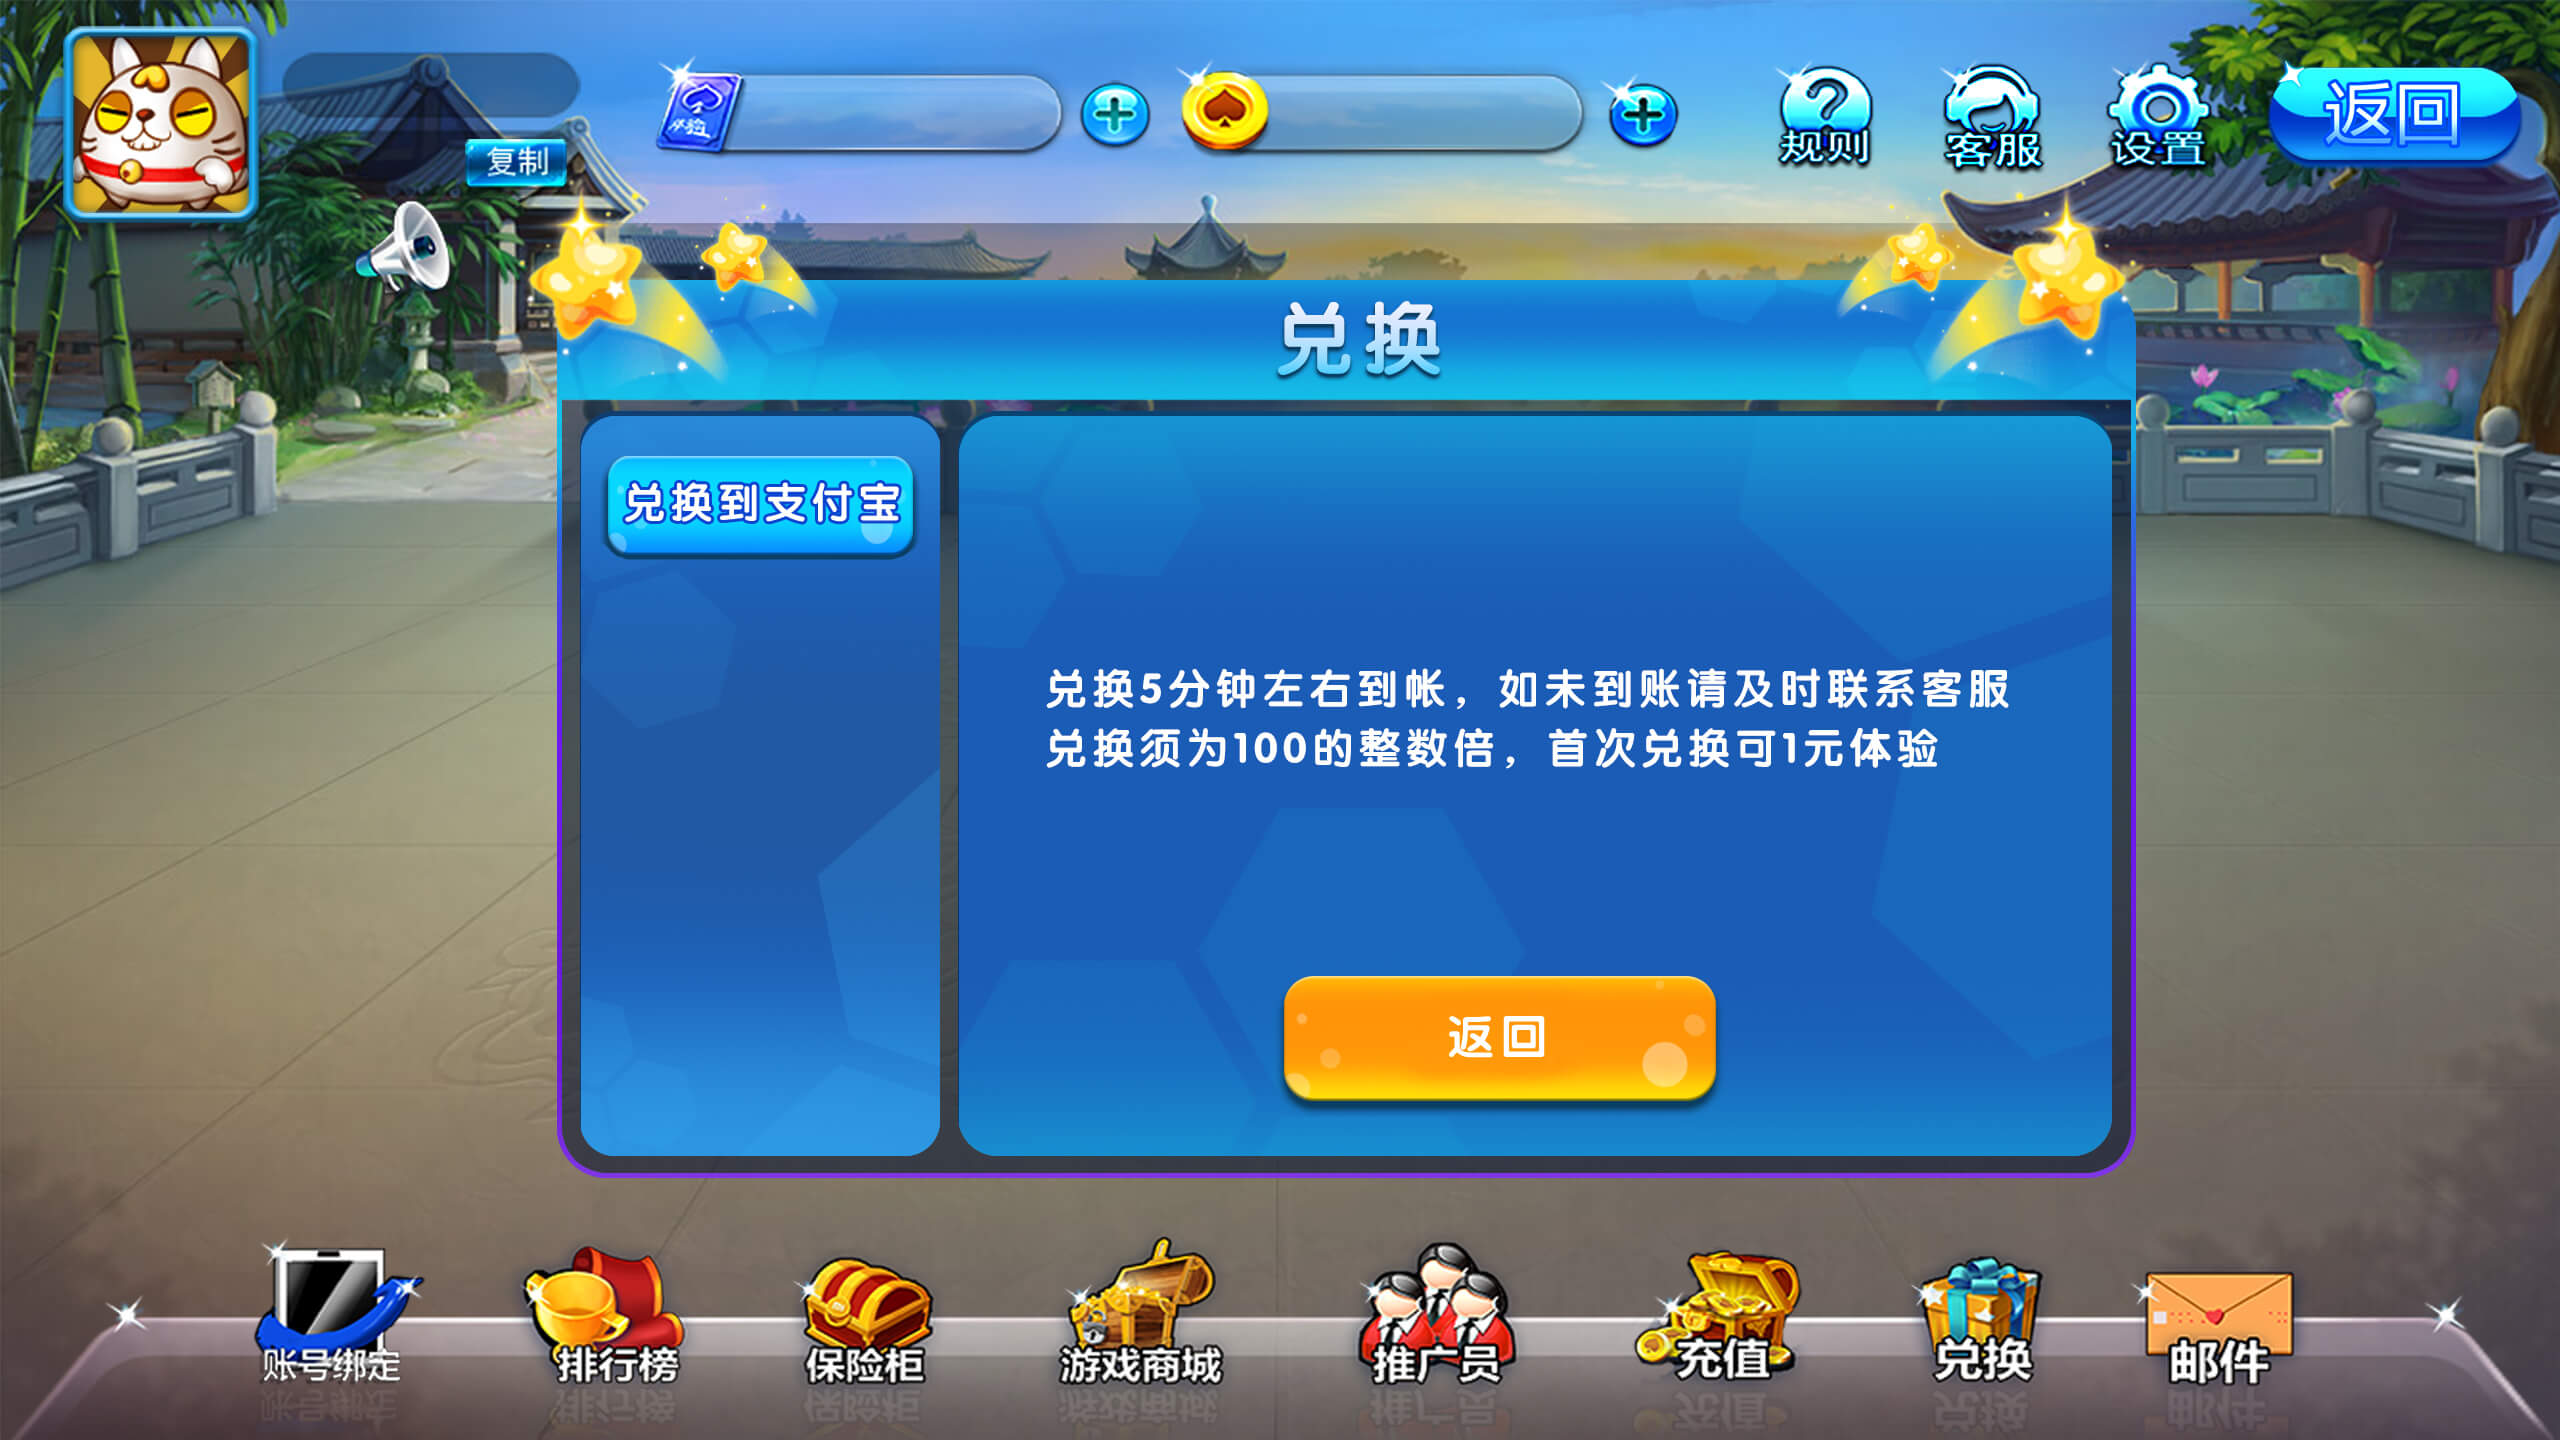 体验
规则
客服
设置
返回
复制
兑换
兑换到支付宝
兑换5分钟左右到帐，如未到账请及时联系客服
兑换须为100的整数倍，首次兑换可1元体验
返回
账号绑定
排行榜
保险柜
游戏商城
推广员
充值
兑换
邮件